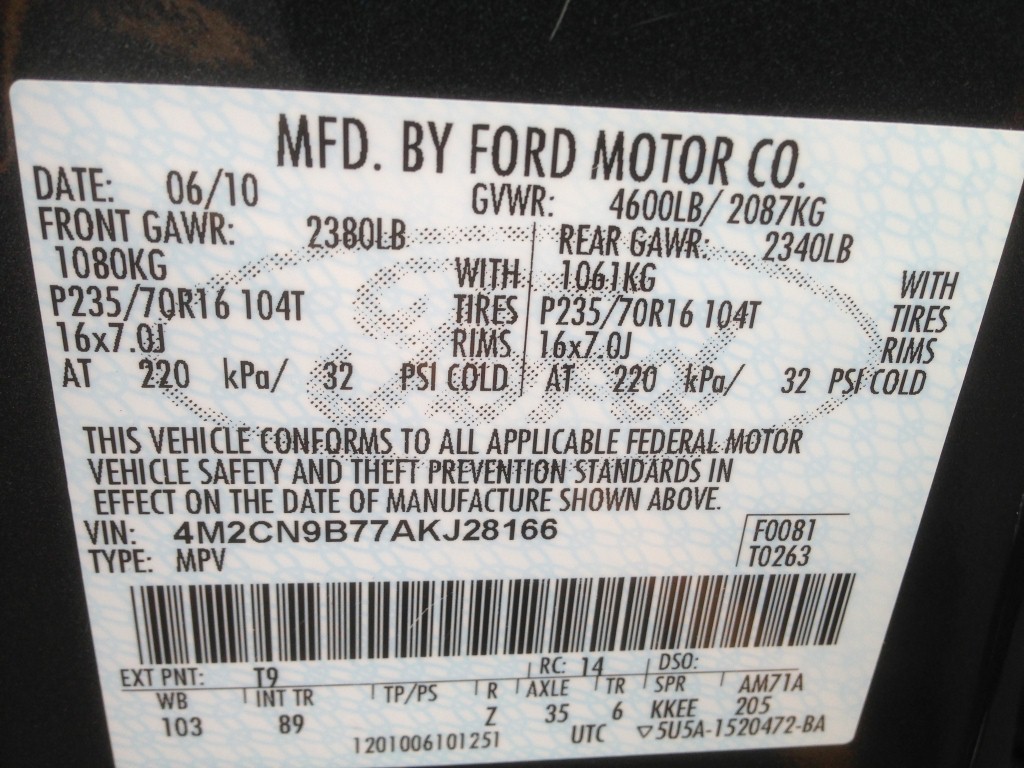 MFD. BY FORD MOTOR CO.
DATE: 06/10 GVWR: 4600LB/ 2087KG
FRONT GAWR: 2380LB REAR GAWR: 2340LB
1080KG WITH 1061KG WITH
P235/70R16 104T TIRES P235/70R16 104T TIRES
16x7.0J RIMS 16x7.0J RIMS
AT 220 kPa/ 32 PSI COLD AT 220 kPa/ 32 PSI COLD
THIS VEHICLE CONFORMS TO ALL APPLICABLE FEDERAL MOTOR
VEHICLE SAFETY AND THEFT PREVENTION STANDARDS IN
EFFECT ON THE DATE OF MANUFACTURE SHOWN ABOVE.
VIN: 4M2CN9B77AKJ28166 F0081
TYPE: MPV T0263
EXT PNT: T9 RC: 14 DSO:
WB INT TR TP/PS R AXLE TR SPR AM71A
103 89 Z 35 6 KKEE 205
1201006101251 UTC ▽5U5A-1520472-BA
Ford